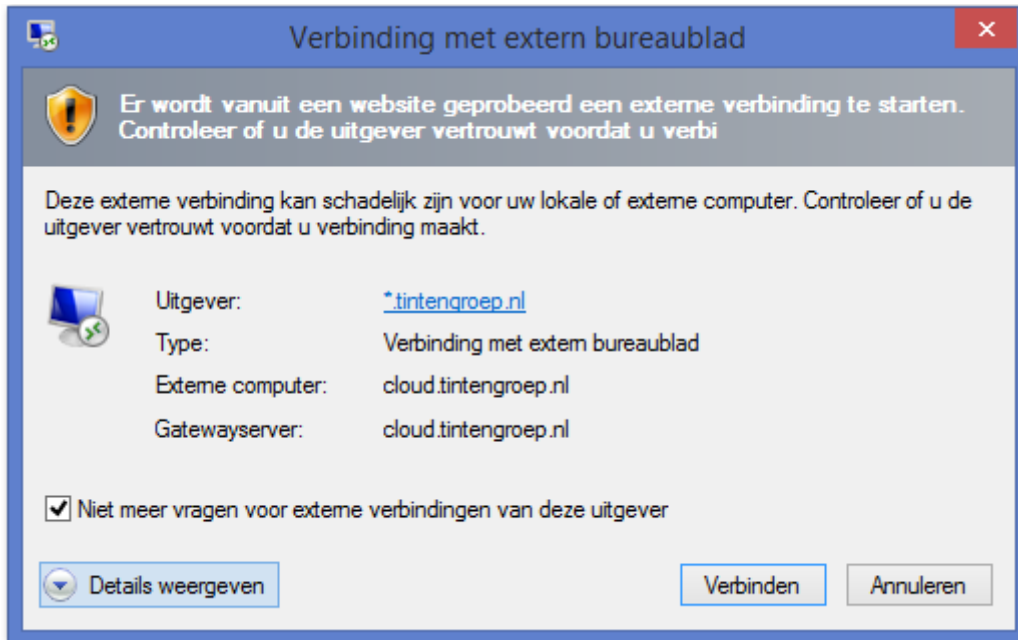 Verbinding met extern bureaublad
Er wordt vanuit een website geprobeerd een externe verbinding te starten.
Controleer of u de uitgever vertrouwt voordat u verbi
Deze externe verbinding kan schadelijk zijn voor uw lokale of externe computer. Controleer of u de
uitgever vertrouwt voordat u verbinding maakt.
Uitgever: *.tintengroep.nl
Type: Verbinding met extern bureaublad
Externe computer: cloud.tintengroep.nl
Gatewayserver: cloud.tintengroep.nl
Niet meer vragen voor externe verbindingen van deze uitgever
Details weergeven Verbinden Annuleren